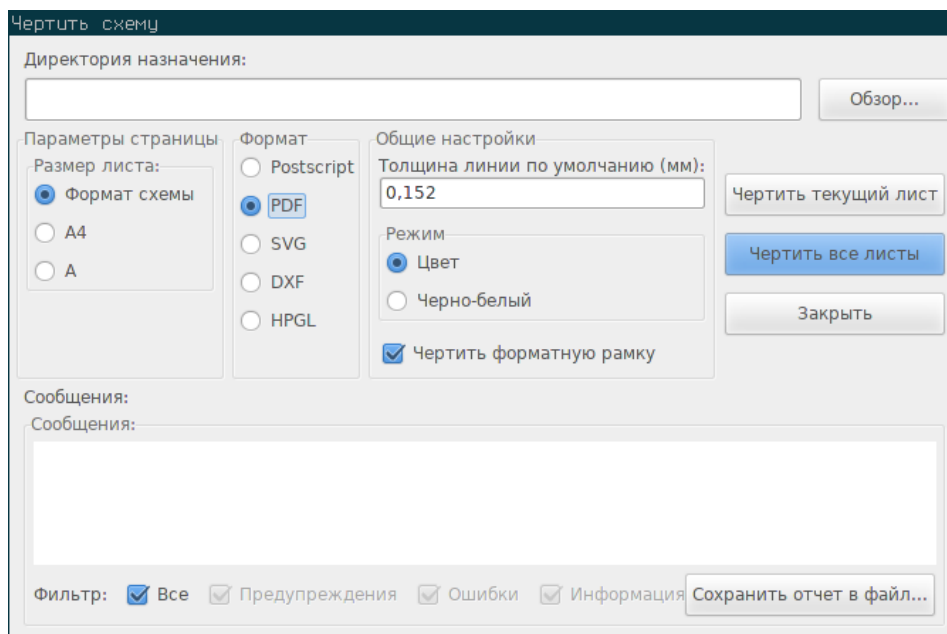 Чертить схему
Директория назначения:
Обзор...
Параметры страницы
Размер листа:
Формат схемы
A4
A
Формат
Postscript
PDF
SVG
DXF
HPGL
Общие настройки
Толщина линии по умолчанию (мм):
0,152
Режим
Цвет
Черно-белый
Чертить форматную рамку
Чертить текущий лист
Чертить все листы
Закрыть
Сообщения:
Сообщения:
Фильтр: Все Предупреждения Ошибки Информация Сохранить отчет в файл...